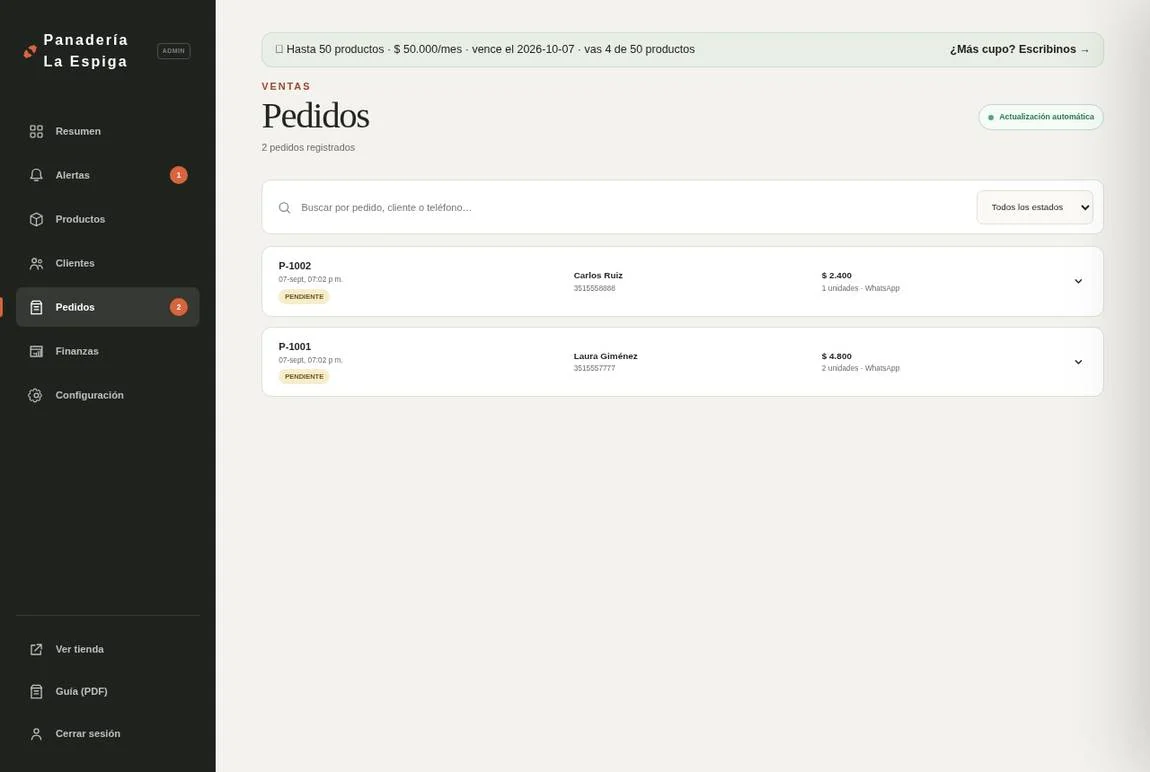 Panadería
La Espiga
ADMIN
Resumen
Alertas 1
Productos
Clientes
Pedidos 2
Finanzas
Configuración
Ver tienda
Guía (PDF)
Cerrar sesión
Hasta 50 productos · $ 50.000/mes · vence el 2026-10-07 · vas 4 de 50 productos
¿Más cupo? Escribinos →
VENTAS
Pedidos
2 pedidos registrados
Actualización automática
Buscar por pedido, cliente o teléfono…
Todos los estados
P-1002
07-sept, 07:02 p m.
PENDIENTE
Carlos Ruiz
3515558888
$ 2.400
1 unidades · WhatsApp
P-1001
07-sept, 07:02 p m.
PENDIENTE
Laura Giménez
3515557777
$ 4.800
2 unidades · WhatsApp